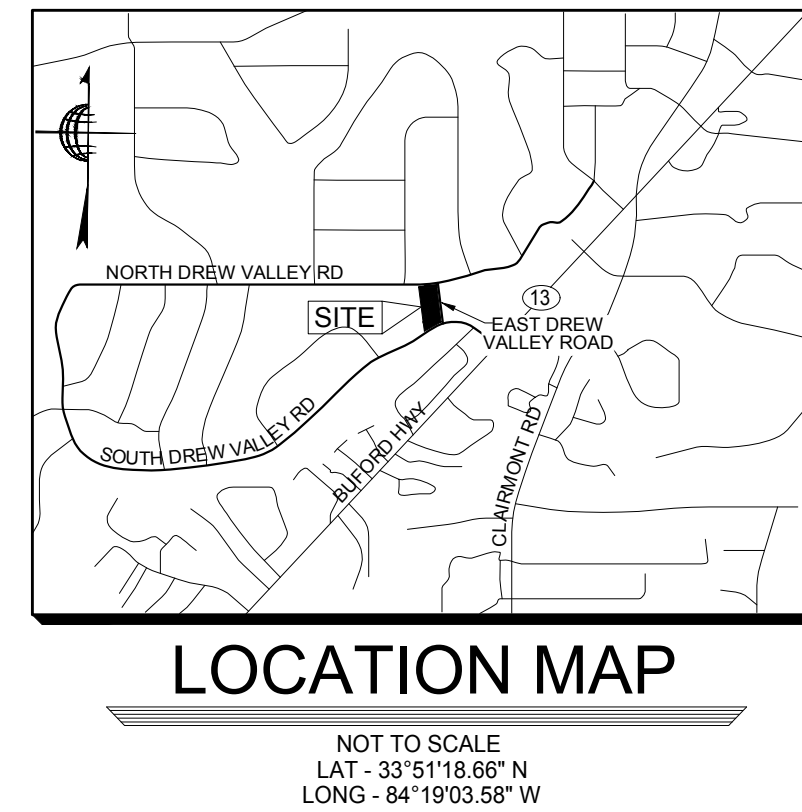 NORTH DREW VALLEY RD
SITE
13
EAST DREW
VALLEY ROAD
SOUTH DREW VALLEY RD
BUFORD HWY
CLAIRMONT RD
LOCATION MAP
NOT TO SCALE
LAT - 33°51'18.66" N
LONG - 84°19'03.58" W